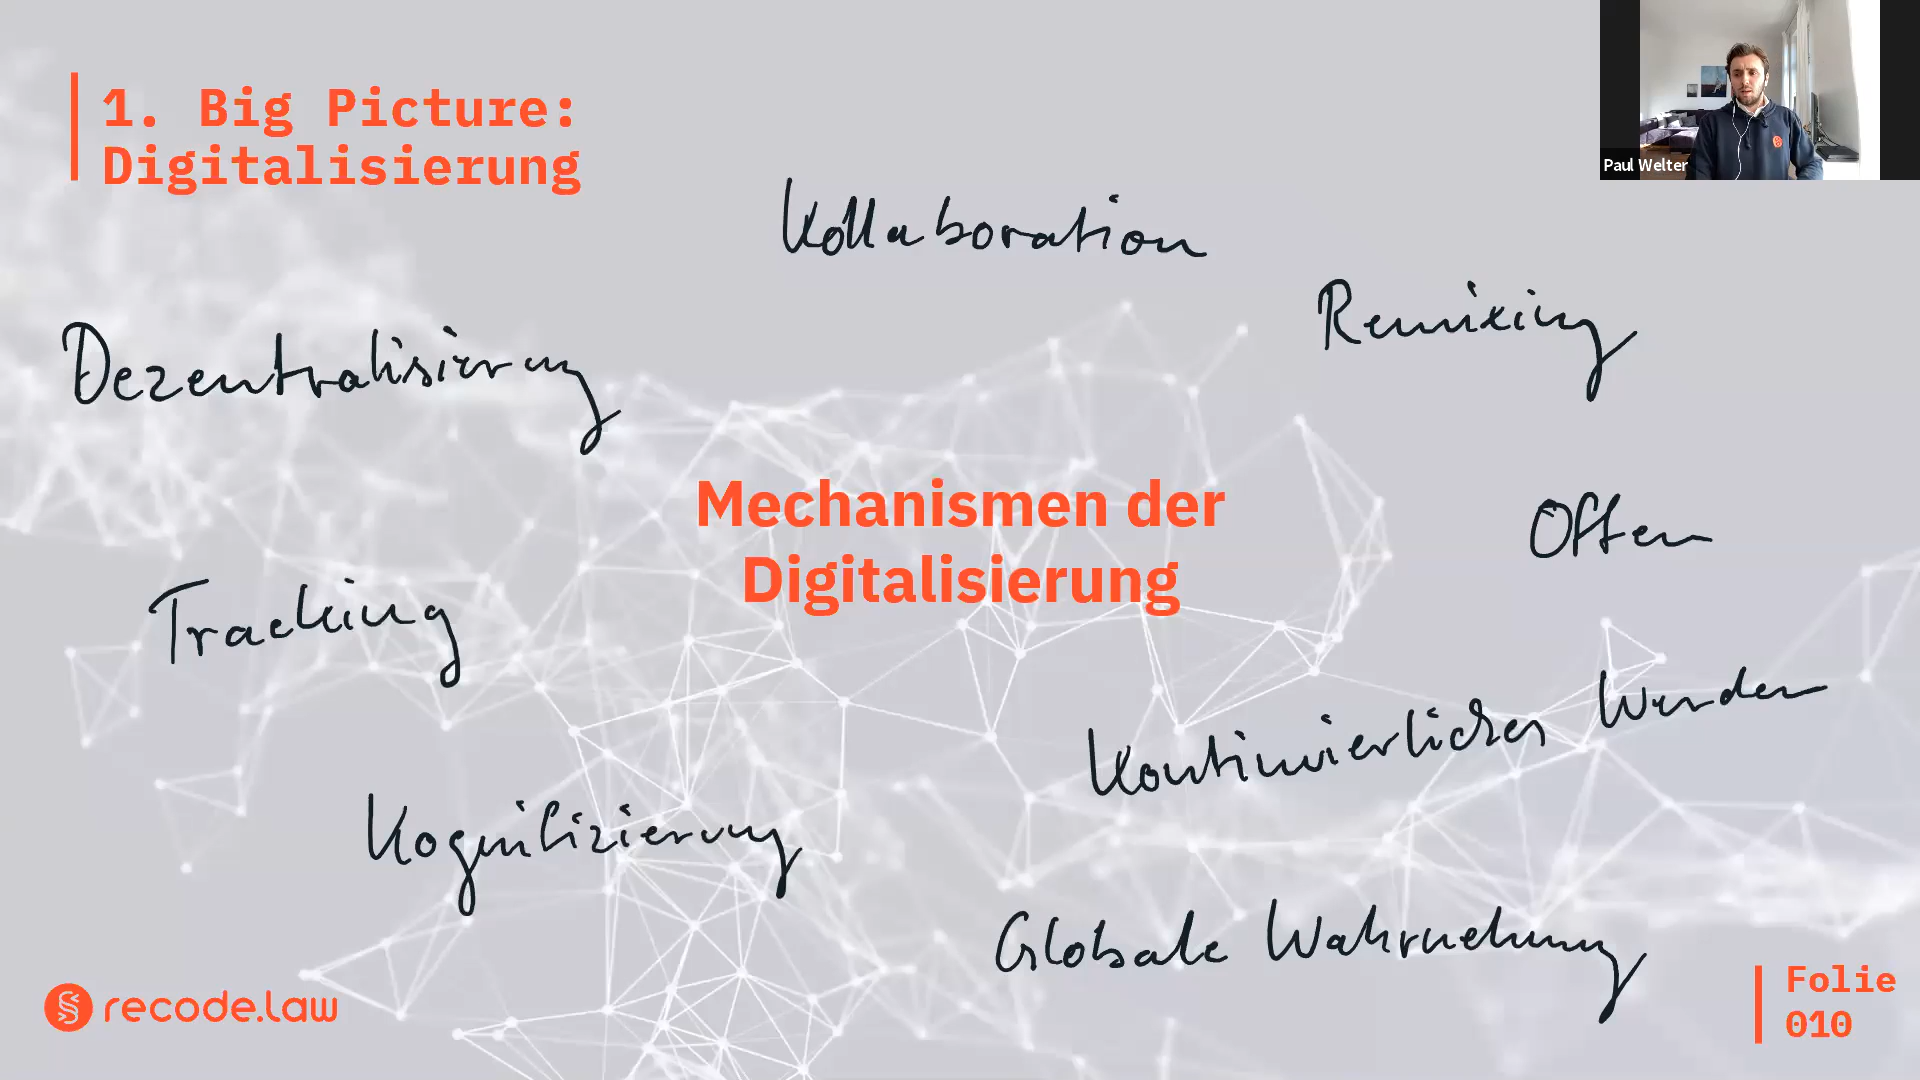 1. Big Picture:
Digitalisierung
Paul Welter
Kollaboration
Remixing
Dezentralisierung
Mechanismen der
Digitalisierung
Offen
Tracking
Kontinuierliches Werden
Kognitizierung
Globale Wahrnehmung
recode.law
Folie
010